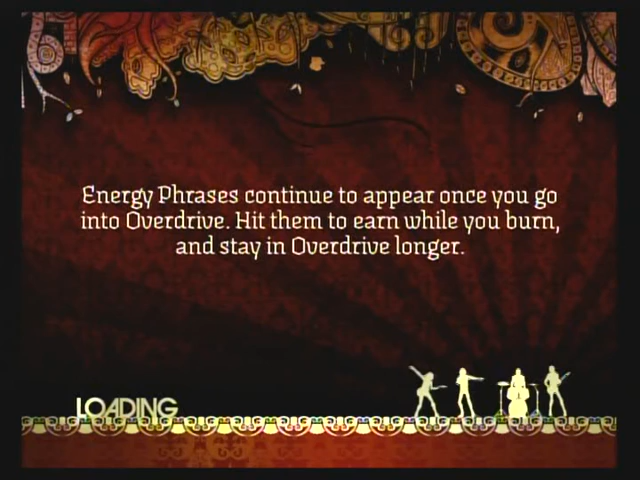 Energy Phrases continue to appear once you go
into Overdrive. Hit them to earn while you burn,
and stay in Overdrive longer.
LOADING